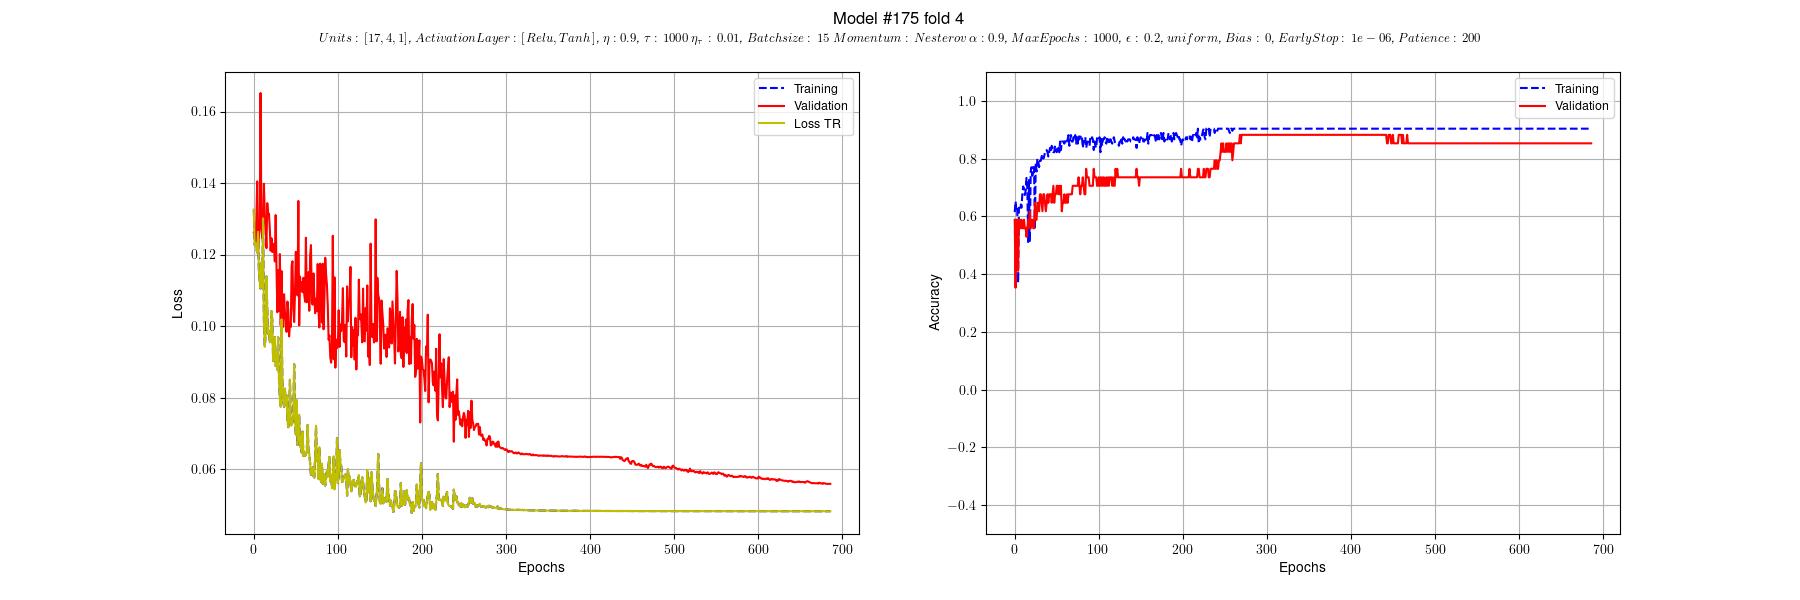 Model #175 fold 4
Units : [17, 4, 1], ActivationLayer : [Relu, Tanh], η : 0.9, τ : 1000 ητ : 0.01, Batchsize : 15 Momentum : Nesterov α : 0.9, MaxEpochs : 1000, ϵ : 0.2, uniform, Bias : 0, EarlyStop : 1e − 06, Patience : 200
Loss
0.16
0.14
0.12
0.10
0.08
0.06
0 100 200 300 400 500 600 700
Epochs
Training
Validation
Loss TR
Accuracy
1.0
0.8
0.6
0.4
0.2
0.0
−0.2
−0.4
0 100 200 300 400 500 600 700
Epochs
Training
Validation